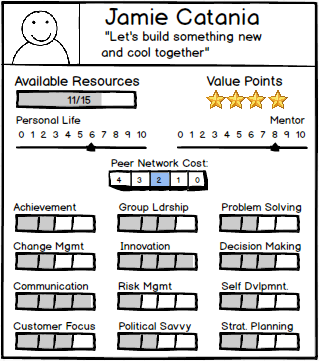 Jamie Catania
"Let's build something new
and cool together"
Available Resources
Value Points
11/15
Personal Life
Mentor
0 1 2 3 4 5 6 7 8 9 10
0 1 2 3 4 5 6 7 8 9 10
Peer Network Cost:
4 3 2 1 0
Achievement
Group Ldrship
Problem Solving
Change Mgmt
Innovation
Decision Making
Communication
Risk Mgmt
Self Dvlpmnt.
Customer Focus
Political Savvy
Strat. Planning